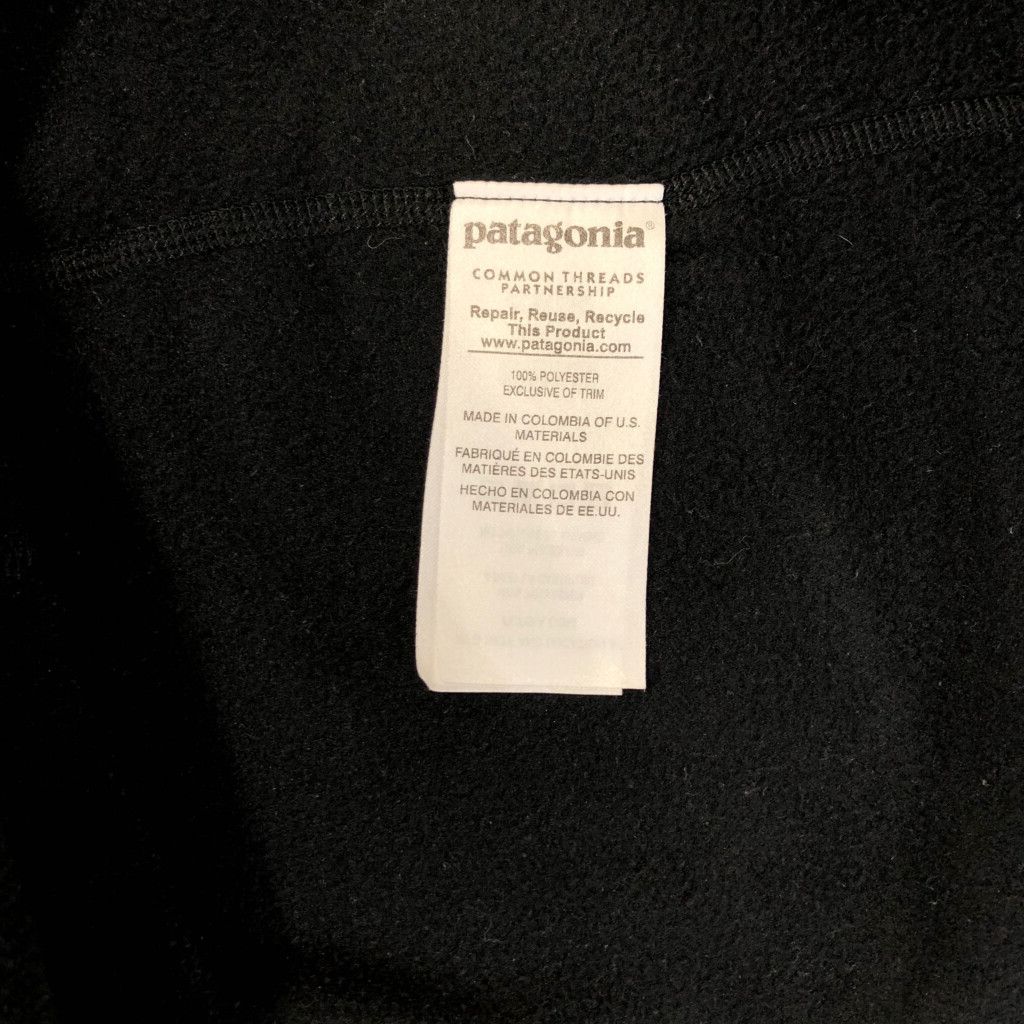 patagonia®
COMMON THREADS
PARTNERSHIP
Repair, Reuse, Recycle
This Product
www.patagonia.com
100% POLYESTER
EXCLUSIVE OF TRIM
MADE IN COLOMBIA OF U.S.
MATERIALS
FABRIQUÉ EN COLOMBIE DES
MATIÈRES DES ETATS-UNIS
HECHO EN COLOMBIA CON
MATERIALES DE EE.UU.